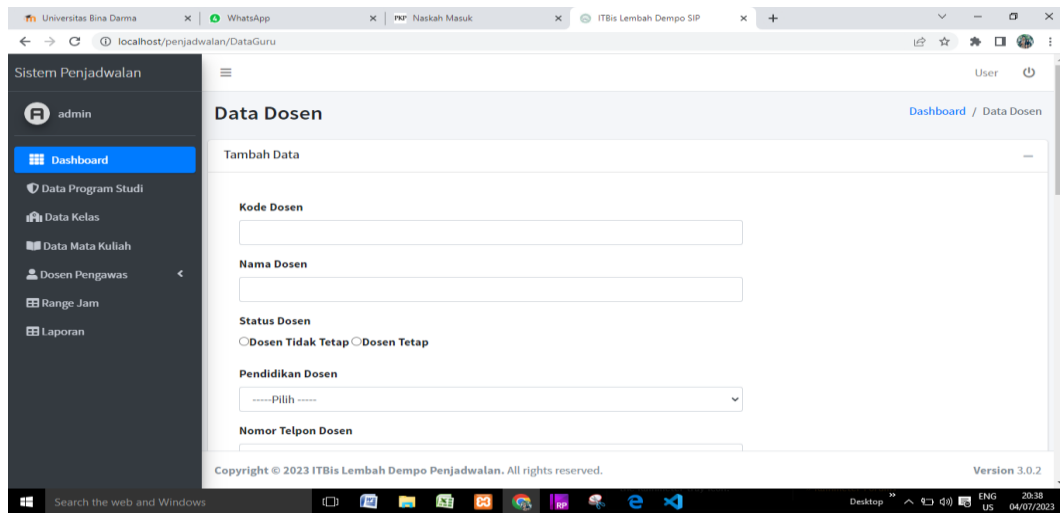 Universitas Bina Darma
WhatsApp
PKP Naskah Masuk
ITBis Lembah Dempo SIP
localhost/penjadwalan/DataGuru
Sistem Penjadwalan
User
admin
Data Dosen
Dashboard / Data Dosen
Dashboard
Data Program Studi
Data Kelas
Data Mata Kuliah
Dosen Pengawas
Range Jam
Laporan
Tambah Data
Kode Dosen
Nama Dosen
Status Dosen
Dosen Tidak Tetap Dosen Tetap
Pendidikan Dosen
-----Pilih -----
Nomor Telpon Dosen
Copyright © 2023 ITBis Lembah Dempo Penjadwalan. All rights reserved.
Version 3.0.2
Search the web and Windows
RP
Desktop
ENG
US
20:38
04/07/2023